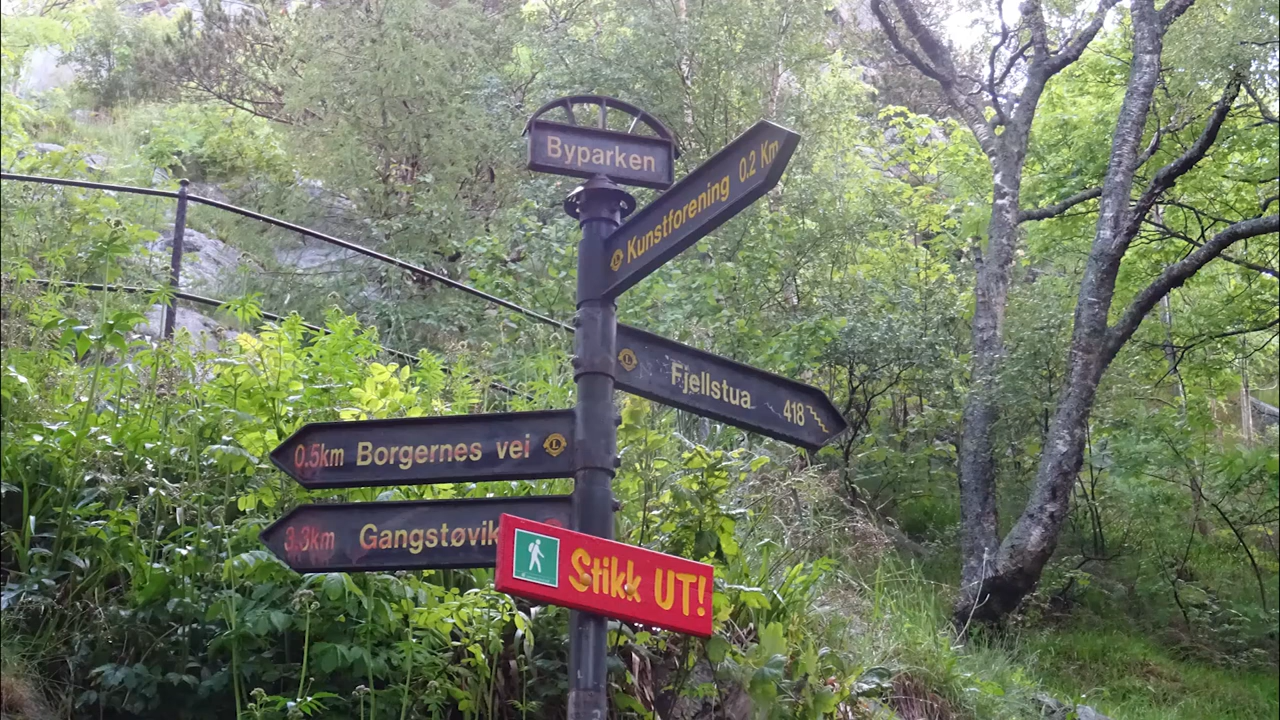 Byparken
Kunstforening 0.2 Km
Fjellstua 418
0.5km Borgernes vei
3.3km Gangstøvik
Stikk UT!